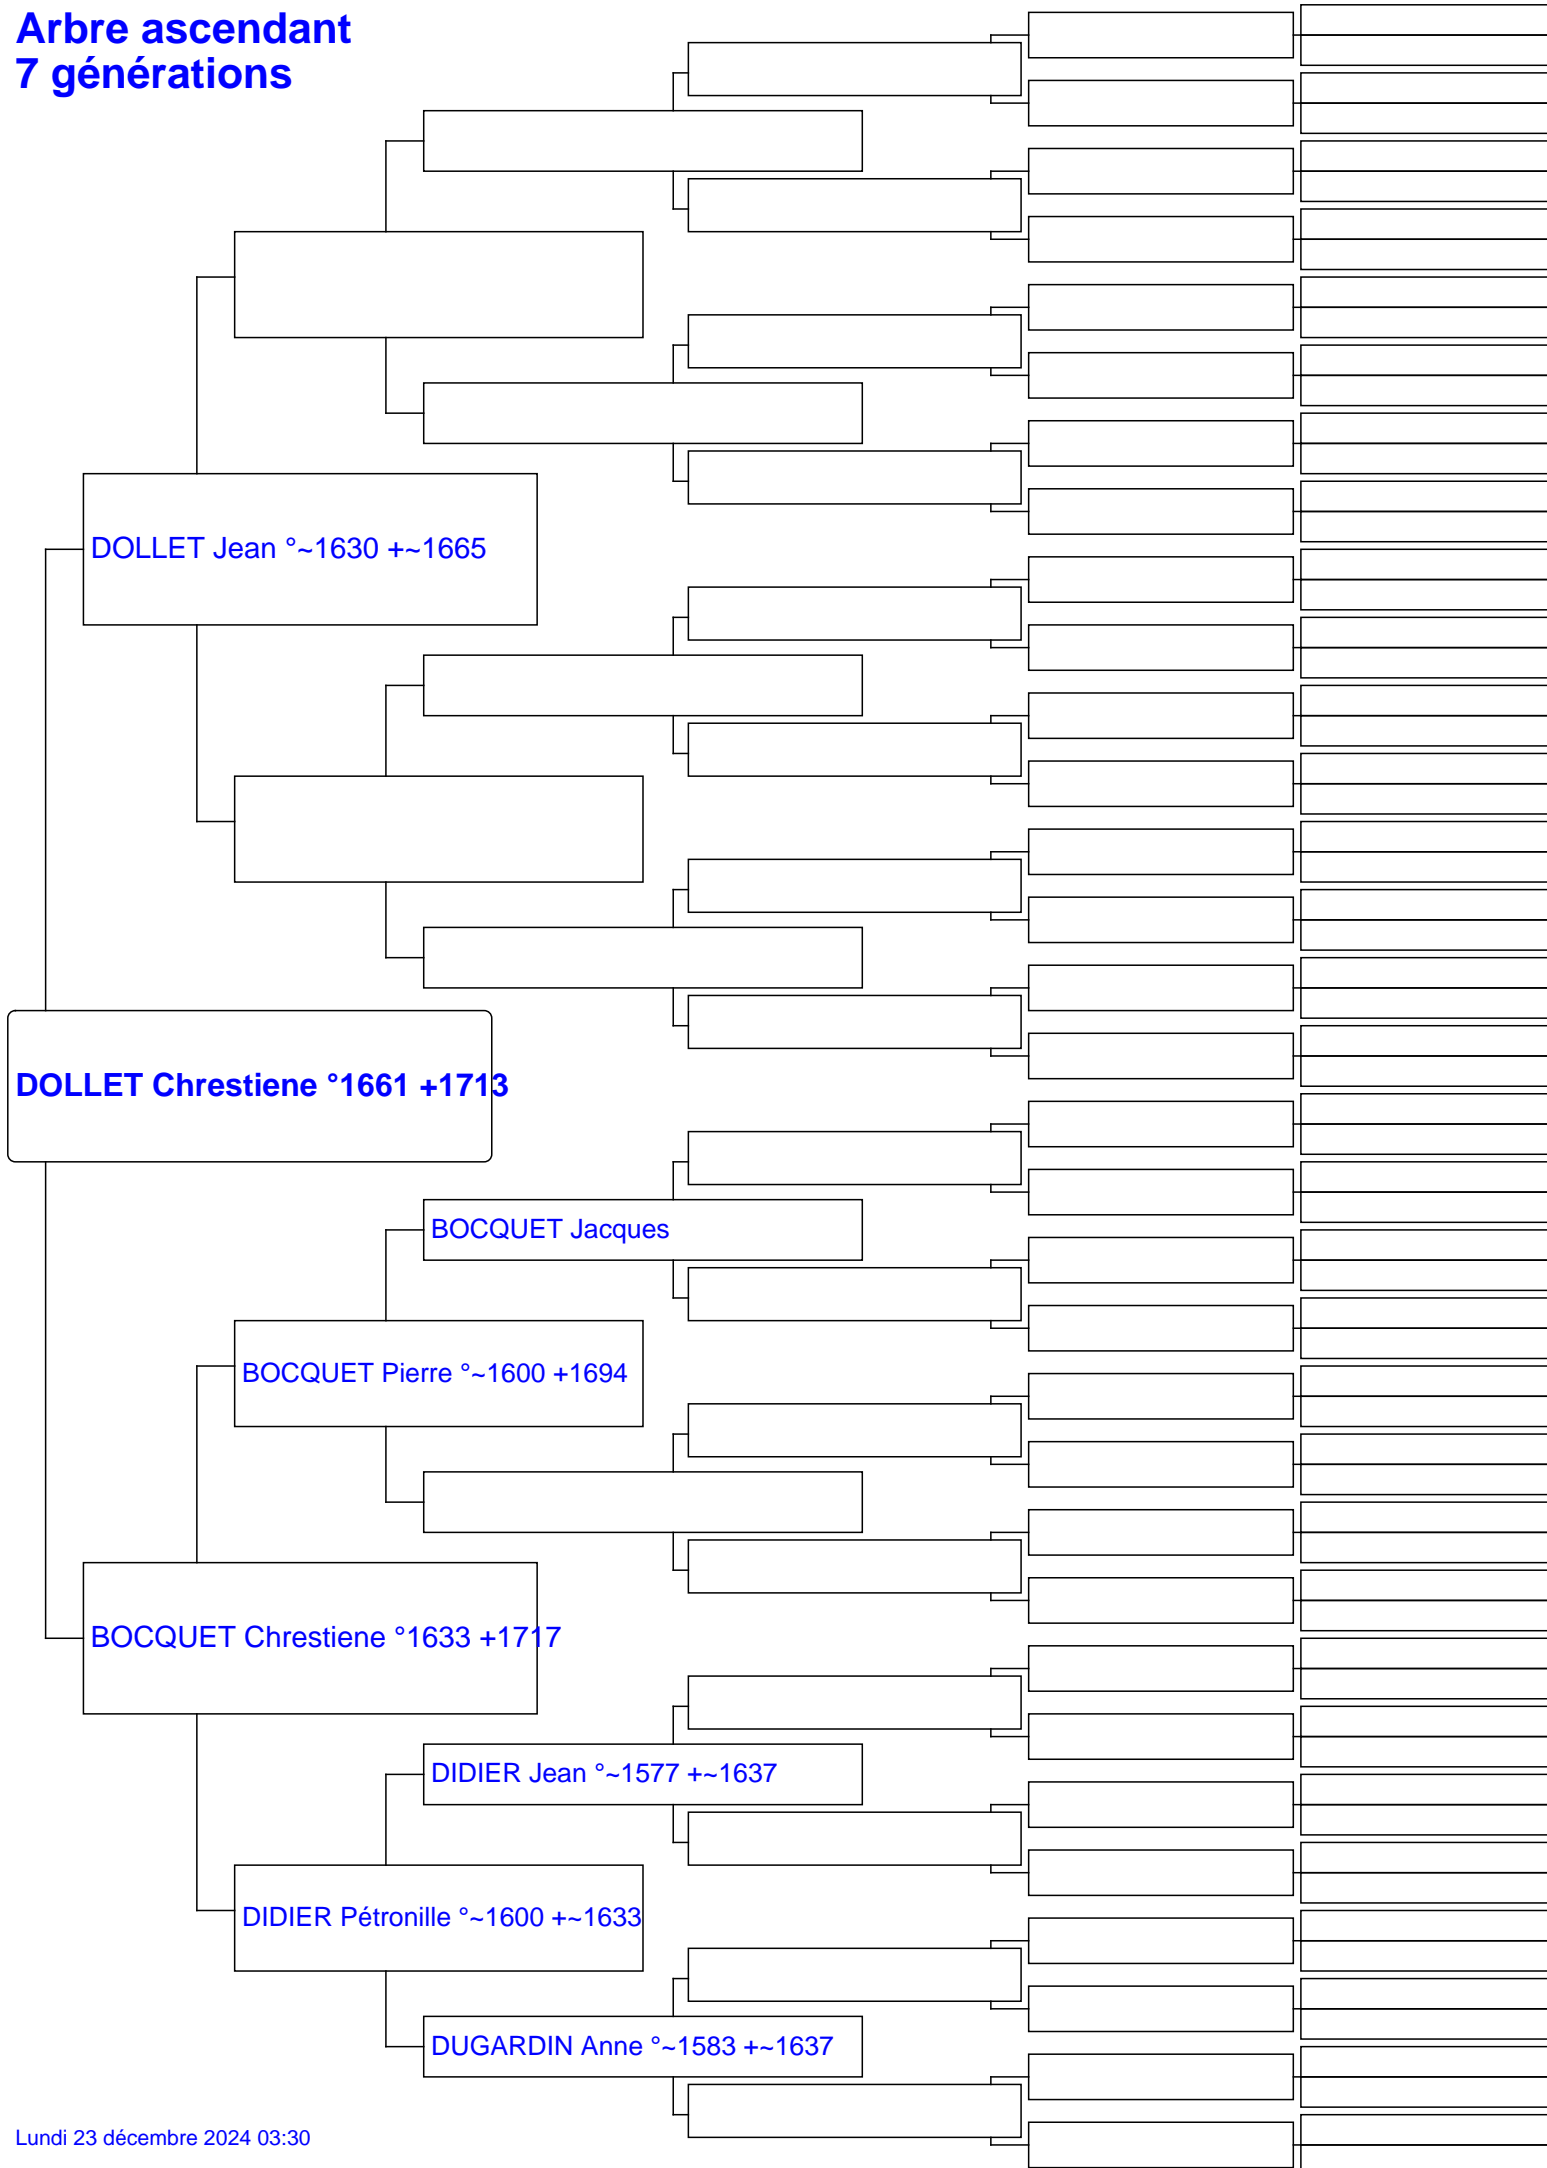 Arbre ascendant
7 générations
DOLLET Jean °~1630 +~1665
DOLLET Chrestiene °1661 +1713
BOCQUET Jacques
BOCQUET Pierre °~1600 +1694
BOCQUET Chrestiene °1633 +1717
DIDIER Jean °~1577 +~1637
DIDIER Pétronille °~1600 +~1633
DUGARDIN Anne °~1583 +~1637
Lundi 23 décembre 2024 03:30